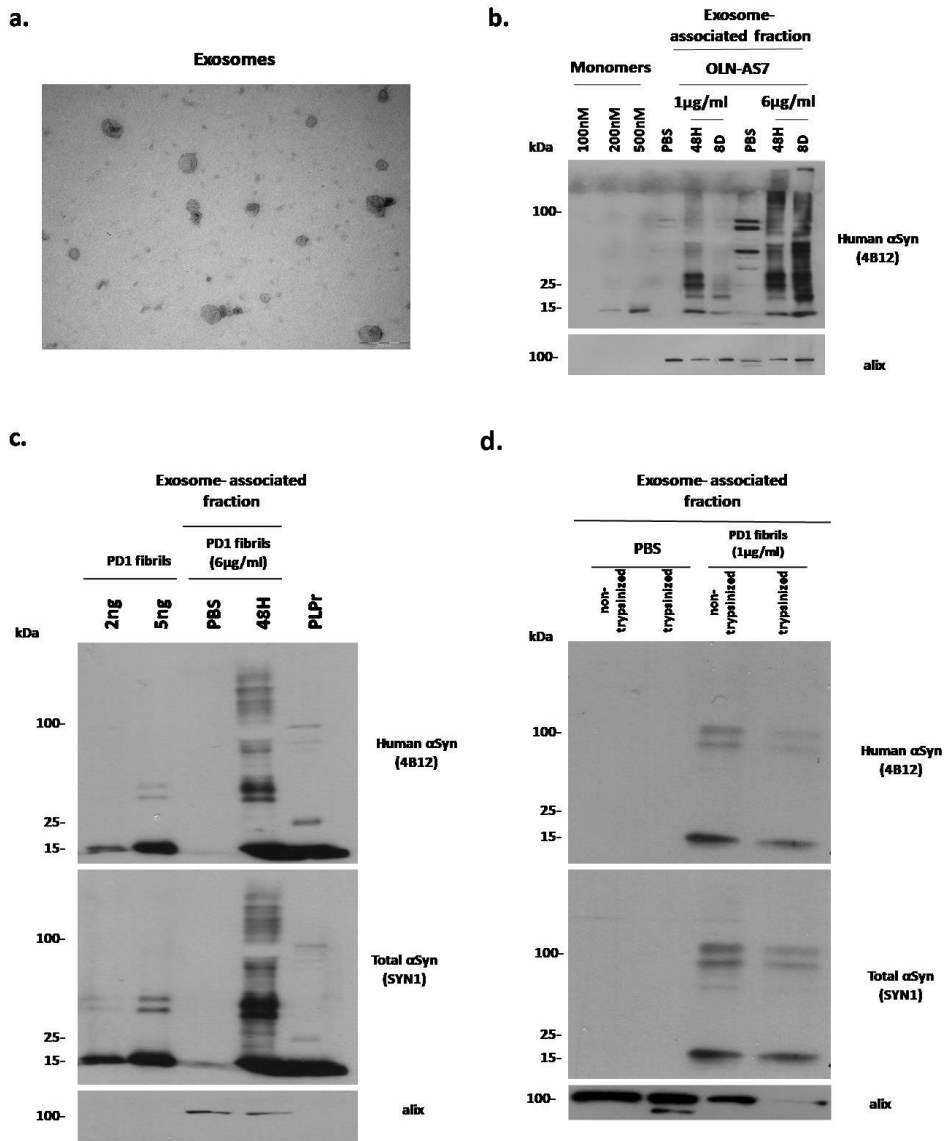 a.
Exosomes
b.
Exosome-
associated fraction
Monomers
OLN-AS7
1µg/ml
6µg/ml
kDa
100nM
200nM
500nM
PBS
48H
8D
PBS
48H
8D
100-
25-
15-
Human αSyn
(4B12)
100-
alix
c.
Exosome-associated
fraction
PD1 fibrils
PD1 fibrils
(6µg/ml)
kDa
2ng
5ng
PBS
48H
PLPr
100-
25-
15-
Human αSyn
(4B12)
100-
25-
15-
Total αSyn
(SYN1)
100-
alix
d.
Exosome-associated
fraction
PBS
PD1 fibrils
(1µg/ml)
kDa
non-
trypsinized
trypsinized
non-
trypsinized
trypsinized
100-
25-
15-
Human αSyn
(4B12)
100-
25-
15-
Total αSyn
(SYN1)
100-
alix